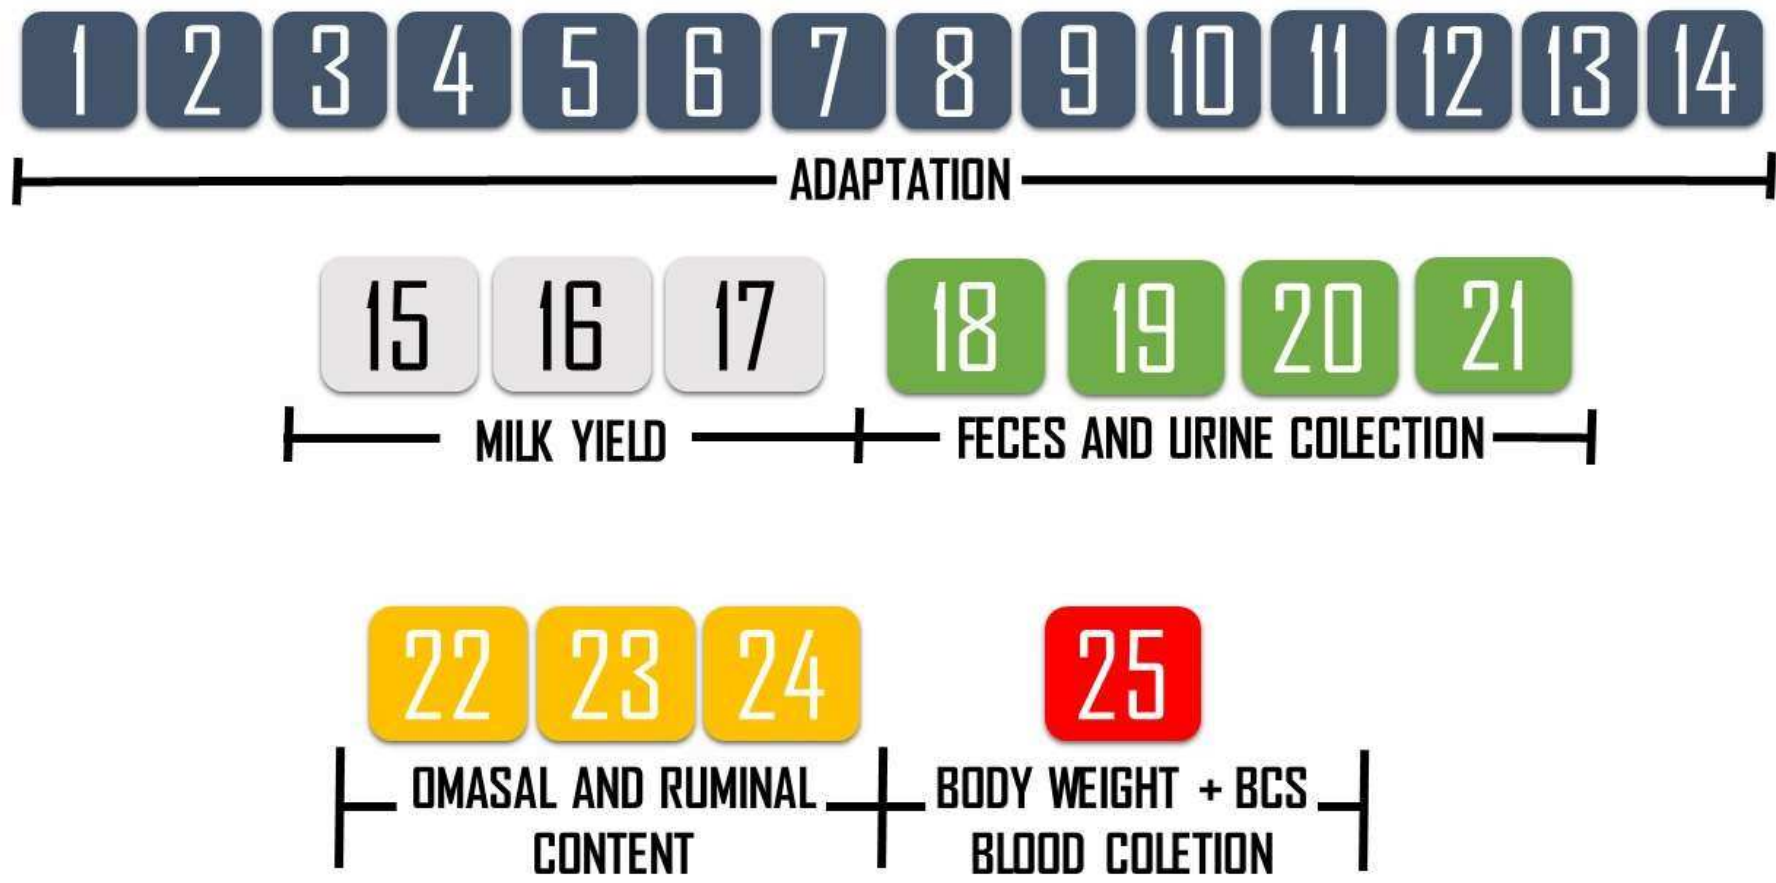 1 2 3 4 5 6 7 8 9 10 11 12 13 14
ADAPTATION
15 16 17 18 19 20 21
MILK YIELD FECES AND URINE COLECTION
22 23 24 25
OMASAL AND RUMINAL BODY WEIGHT + BCS
CONTENT BLOOD COLETION